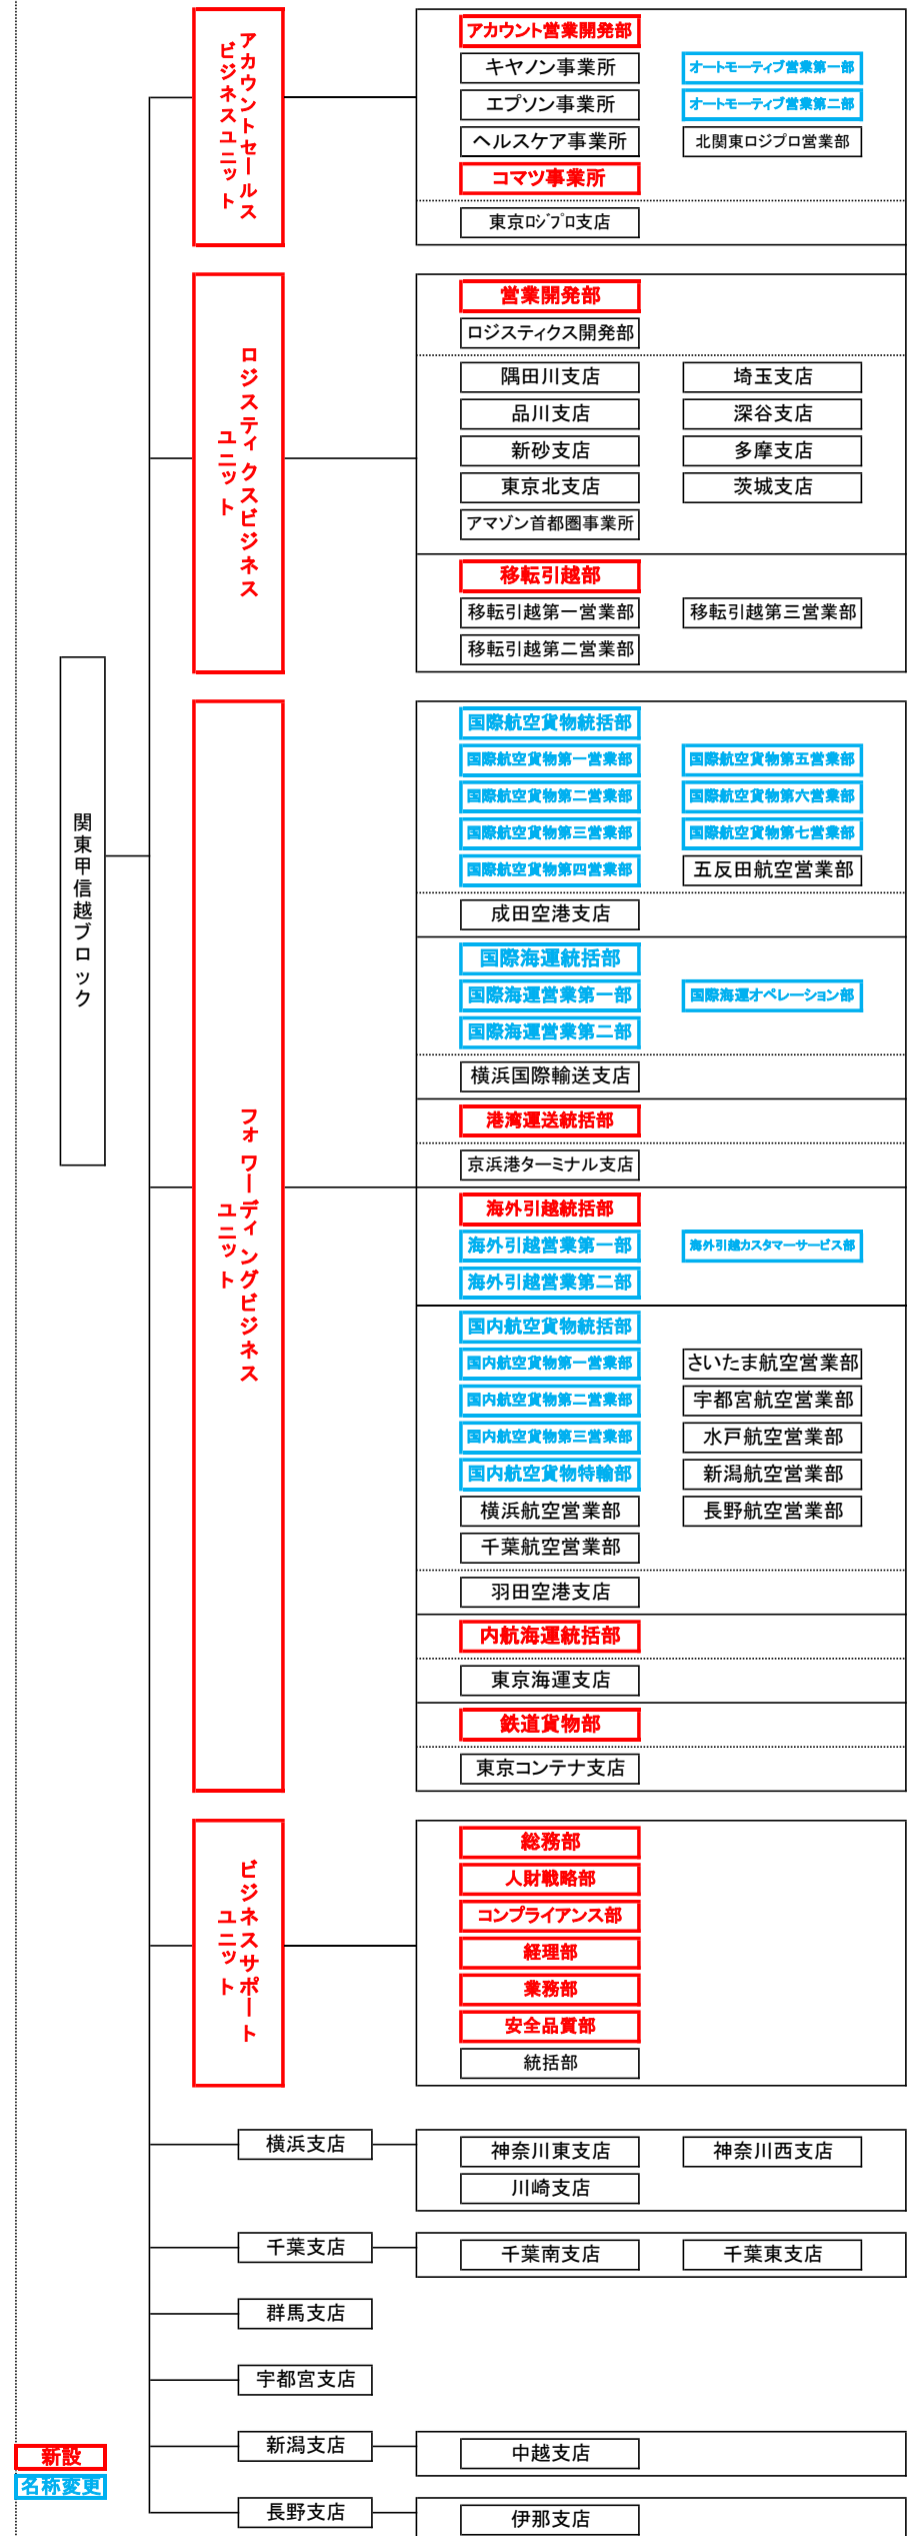 関東甲信越ブロック
アカウントセールス
ビジネスユニット
アカウント営業開発部
キヤノン事業所
オートモーティブ営業第一部
エプソン事業所
オートモーティブ営業第二部
ヘルスケア事業所
北関東ロジプロ営業部
コマツ事業所
東京ﾛｼﾞﾌﾟﾛ支店
ロジスティクスビジネス
ユニット
営業開発部
ロジスティクス開発部
隅田川支店
埼玉支店
品川支店
深谷支店
新砂支店
多摩支店
東京北支店
茨城支店
アマゾン首都圏事業所
移転引越部
移転引越第一営業部
移転引越第三営業部
移転引越第二営業部
フォワーディングビジネス
ユニット
国際航空貨物統括部
国際航空貨物第一営業部
国際航空貨物第五営業部
国際航空貨物第二営業部
国際航空貨物第六営業部
国際航空貨物第三営業部
国際航空貨物第七営業部
国際航空貨物第四営業部
五反田航空営業部
成田空港支店
国際海運統括部
国際海運営業第一部
国際海運オペレーション部
国際海運営業第二部
横浜国際輸送支店
港湾運送統括部
京浜港ターミナル支店
海外引越統括部
海外引越営業第一部
海外引越カスタマーサービス部
海外引越営業第二部
国内航空貨物統括部
国内航空貨物第一営業部
さいたま航空営業部
国内航空貨物第二営業部
宇都宮航空営業部
国内航空貨物第三営業部
水戸航空営業部
国内航空貨物特輸部
新潟航空営業部
横浜航空営業部
長野航空営業部
千葉航空営業部
羽田空港支店
内航海運統括部
東京海運支店
鉄道貨物部
東京コンテナ支店
ビジネスサポート
ユニット
総務部
人財戦略部
コンプライアンス部
経理部
業務部
安全品質部
統括部
横浜支店
神奈川東支店
神奈川西支店
川崎支店
千葉支店
千葉南支店
千葉東支店
群馬支店
宇都宮支店
新潟支店
中越支店
長野支店
伊那支店
新設
名称変更